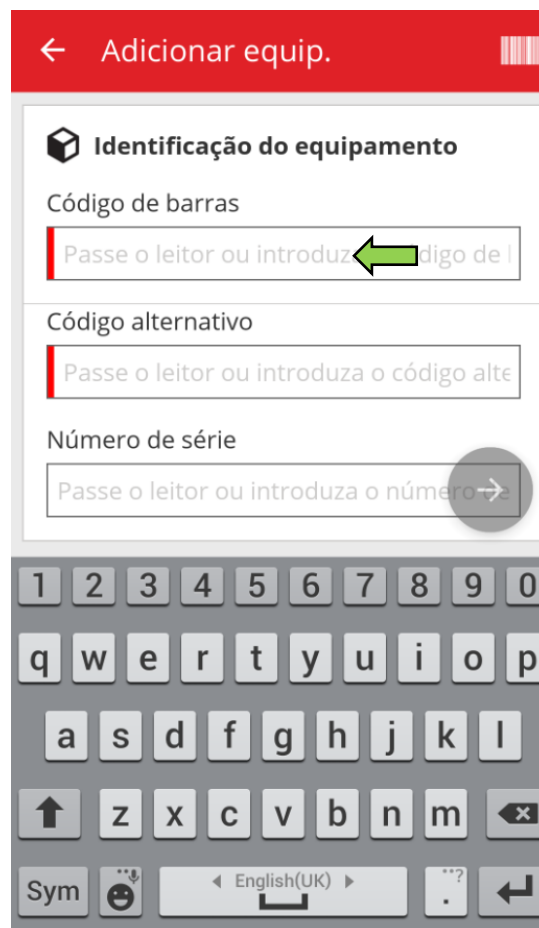 Adicionar equip.
Identificação do equipamento
Código de barras
Passe o leitor ou introduz digo de
Código alternativo
Passe o leitor ou introduza o código alte
Número de série
Passe o leitor ou introduza o número de
1 2 3 4 5 6 7 8 9 0
q w e r t y u i o p
a s d f g h j k l
z x c v b n m
Sym English(UK) . ?